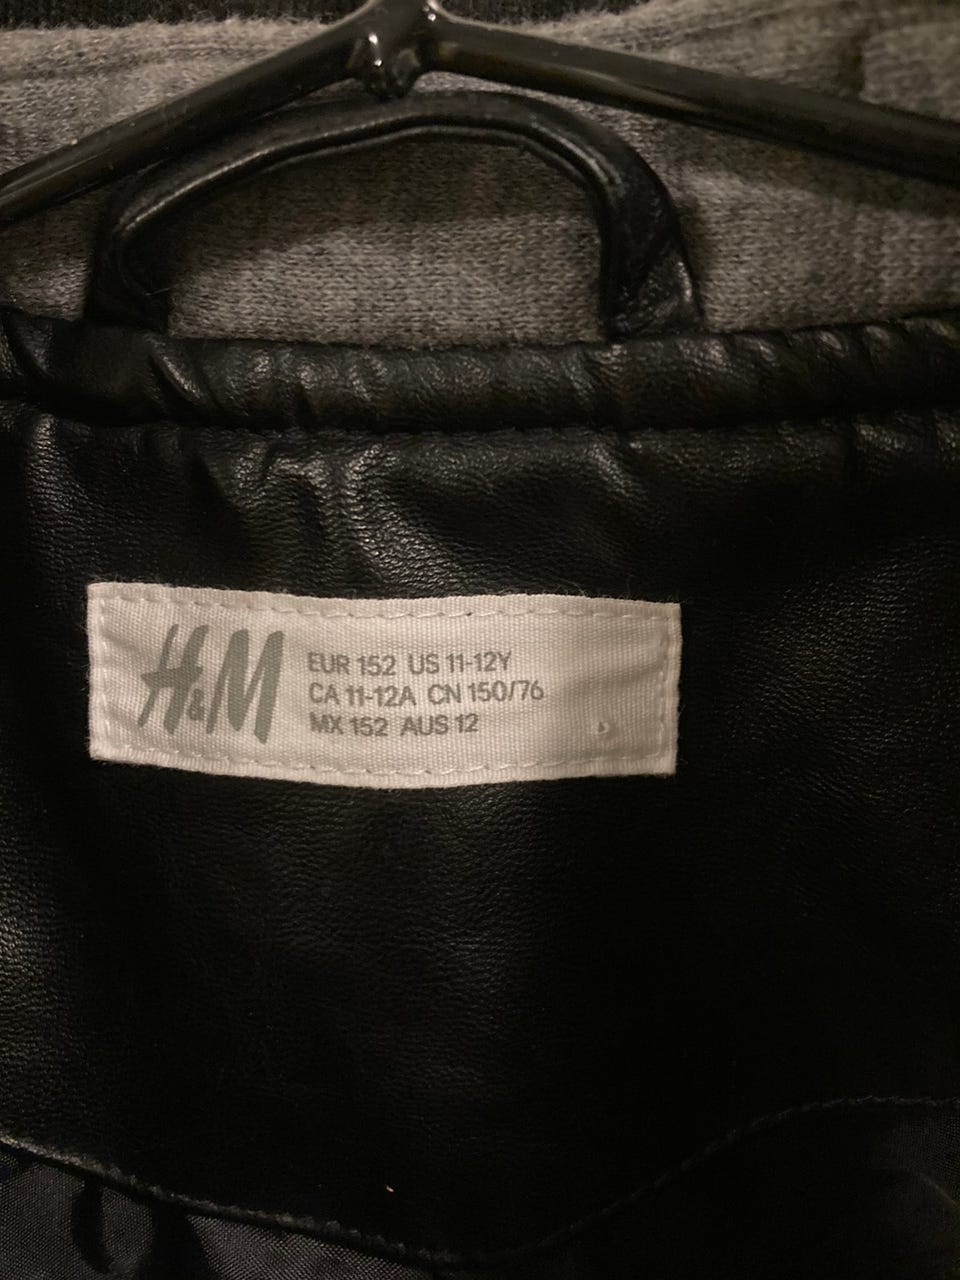 H&M
EUR 152 US 11-12Y
CA 11-12A CN 150/76
MX 152 AUS 12